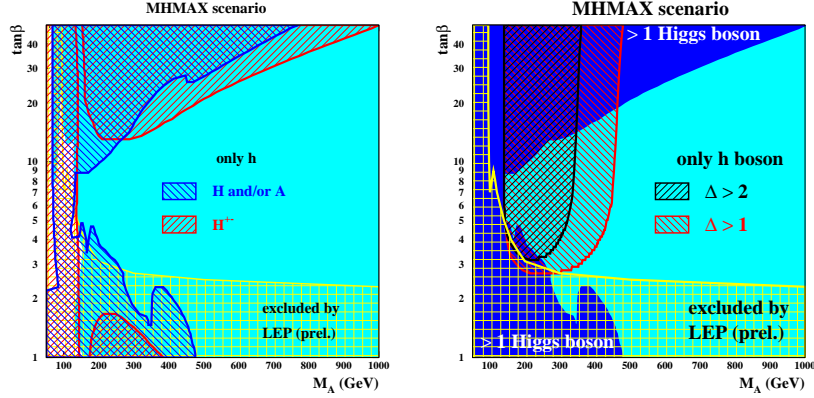 MHMAX scenario
tanβ
40
30
20
10
9
8
7
6
5
4
3
2
1
only h
H and/or A
H+-
excluded by
LEP (prel.)
100 200 300 400 500 600 700 800 900 1000
M_A (GeV)
MHMAX scenario
tanβ
40
30
20
10
9
8
7
6
5
4
3
2
1
> 1 Higgs boson
only h boson
Δ > 2
Δ > 1
excluded by
LEP (prel.)
> 1 Higgs boson
100 200 300 400 500 600 700 800 900 1000
M_A (GeV)